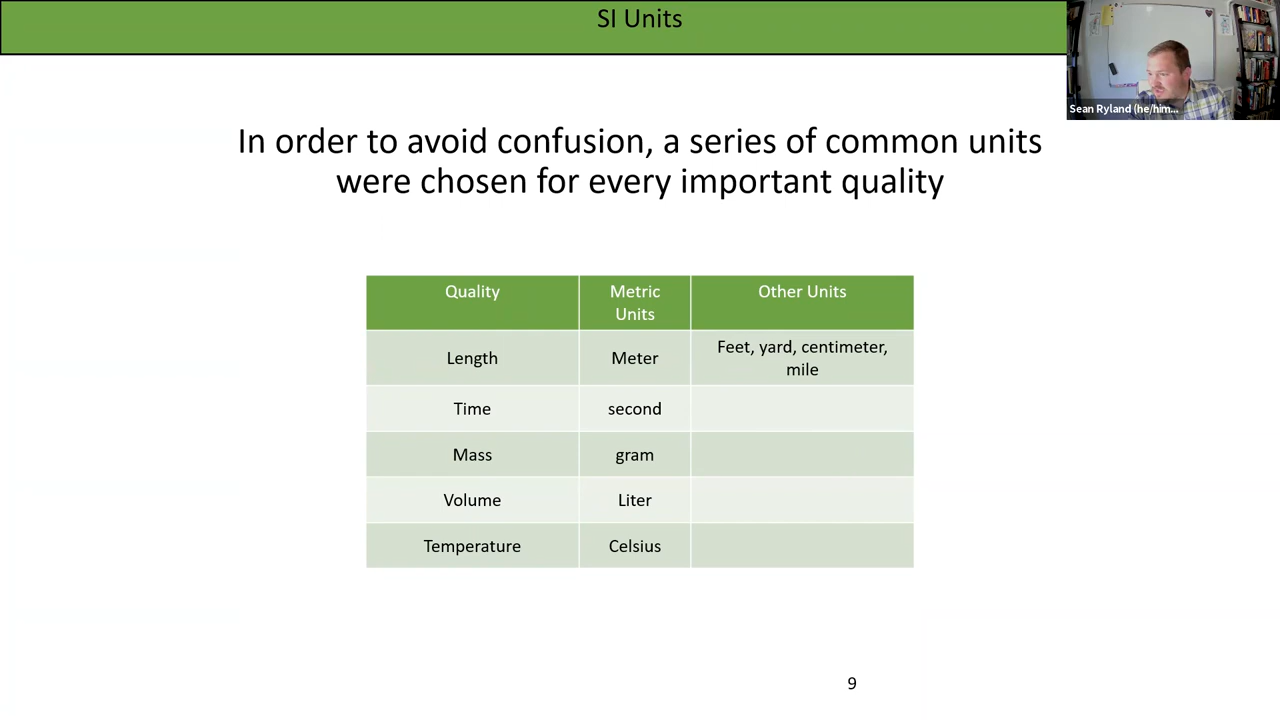 SI Units
Sean Ryland (he/him...
In order to avoid confusion, a series of common units
were chosen for every important quality
Quality
Metric
Units
Other Units
Length
Meter
Feet, yard, centimeter,
mile
Time
second
Mass
gram
Volume
Liter
Temperature
Celsius
9